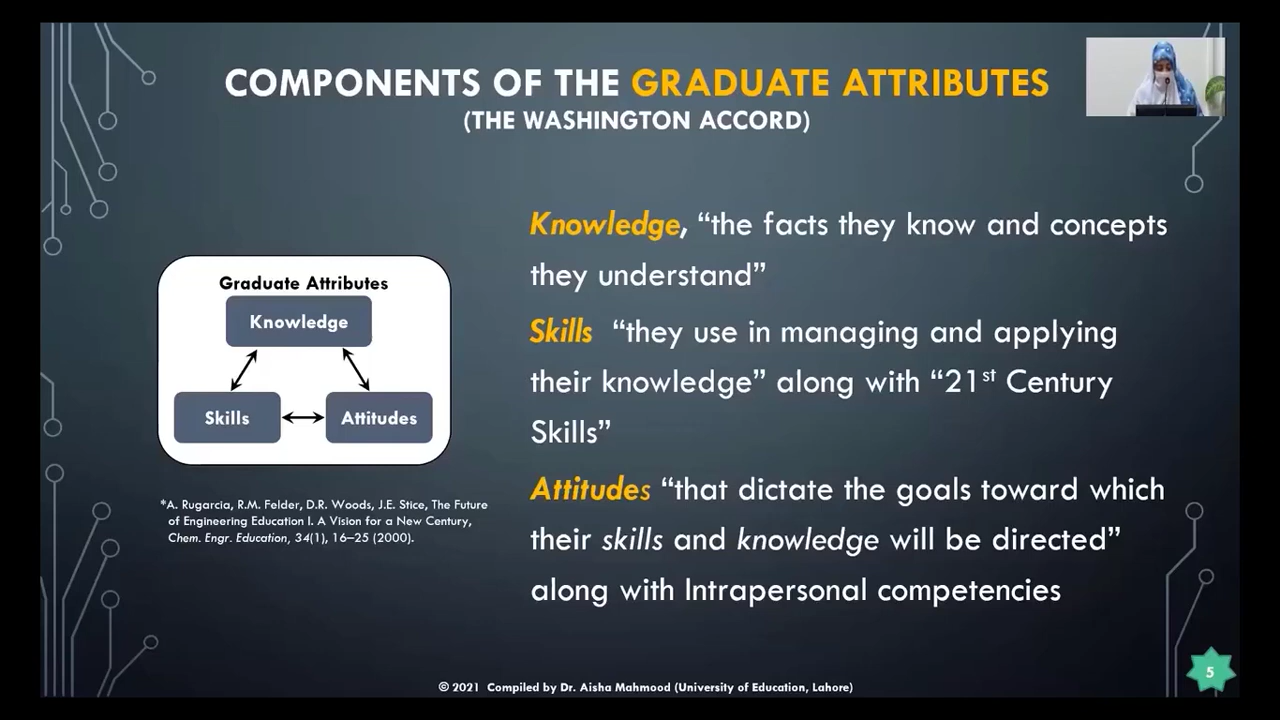 COMPONENTS OF THE GRADUATE ATTRIBUTES
(THE WASHINGTON ACCORD)
Graduate Attributes
Knowledge
Skills
Attitudes
*A. Rugarcia, R.M. Felder, D.R. Woods, J.E. Stice, The Future
of Engineering Education I. A Vision for a New Century,
Chem. Engr. Education, 34(1), 16–25 (2000).
Knowledge, “the facts they know and concepts
they understand”
Skills “they use in managing and applying
their knowledge” along with “21st Century
Skills”
Attitudes “that dictate the goals toward which
their skills and knowledge will be directed”
along with Intrapersonal competencies
© 2021 Compiled by Dr. Aisha Mahmood (University of Education, Lahore)
5